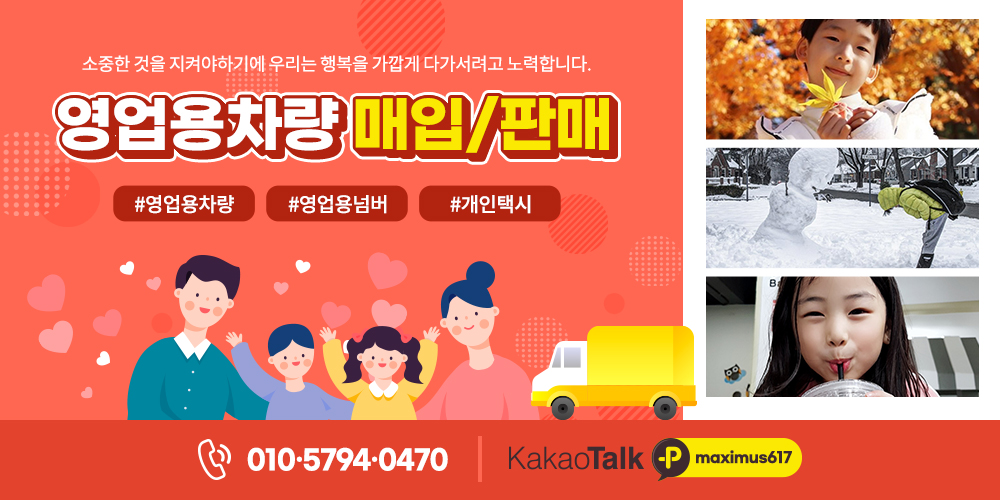 소중한 것을 지켜야하기에 우리는 행복을 가깝게 다가서려고 노력합니다.
영업용차량 매입/판매
#영업용차량 #영업용넘버 #개인택시
Ba
010·5794·0470 KakaoTalk P maximus617